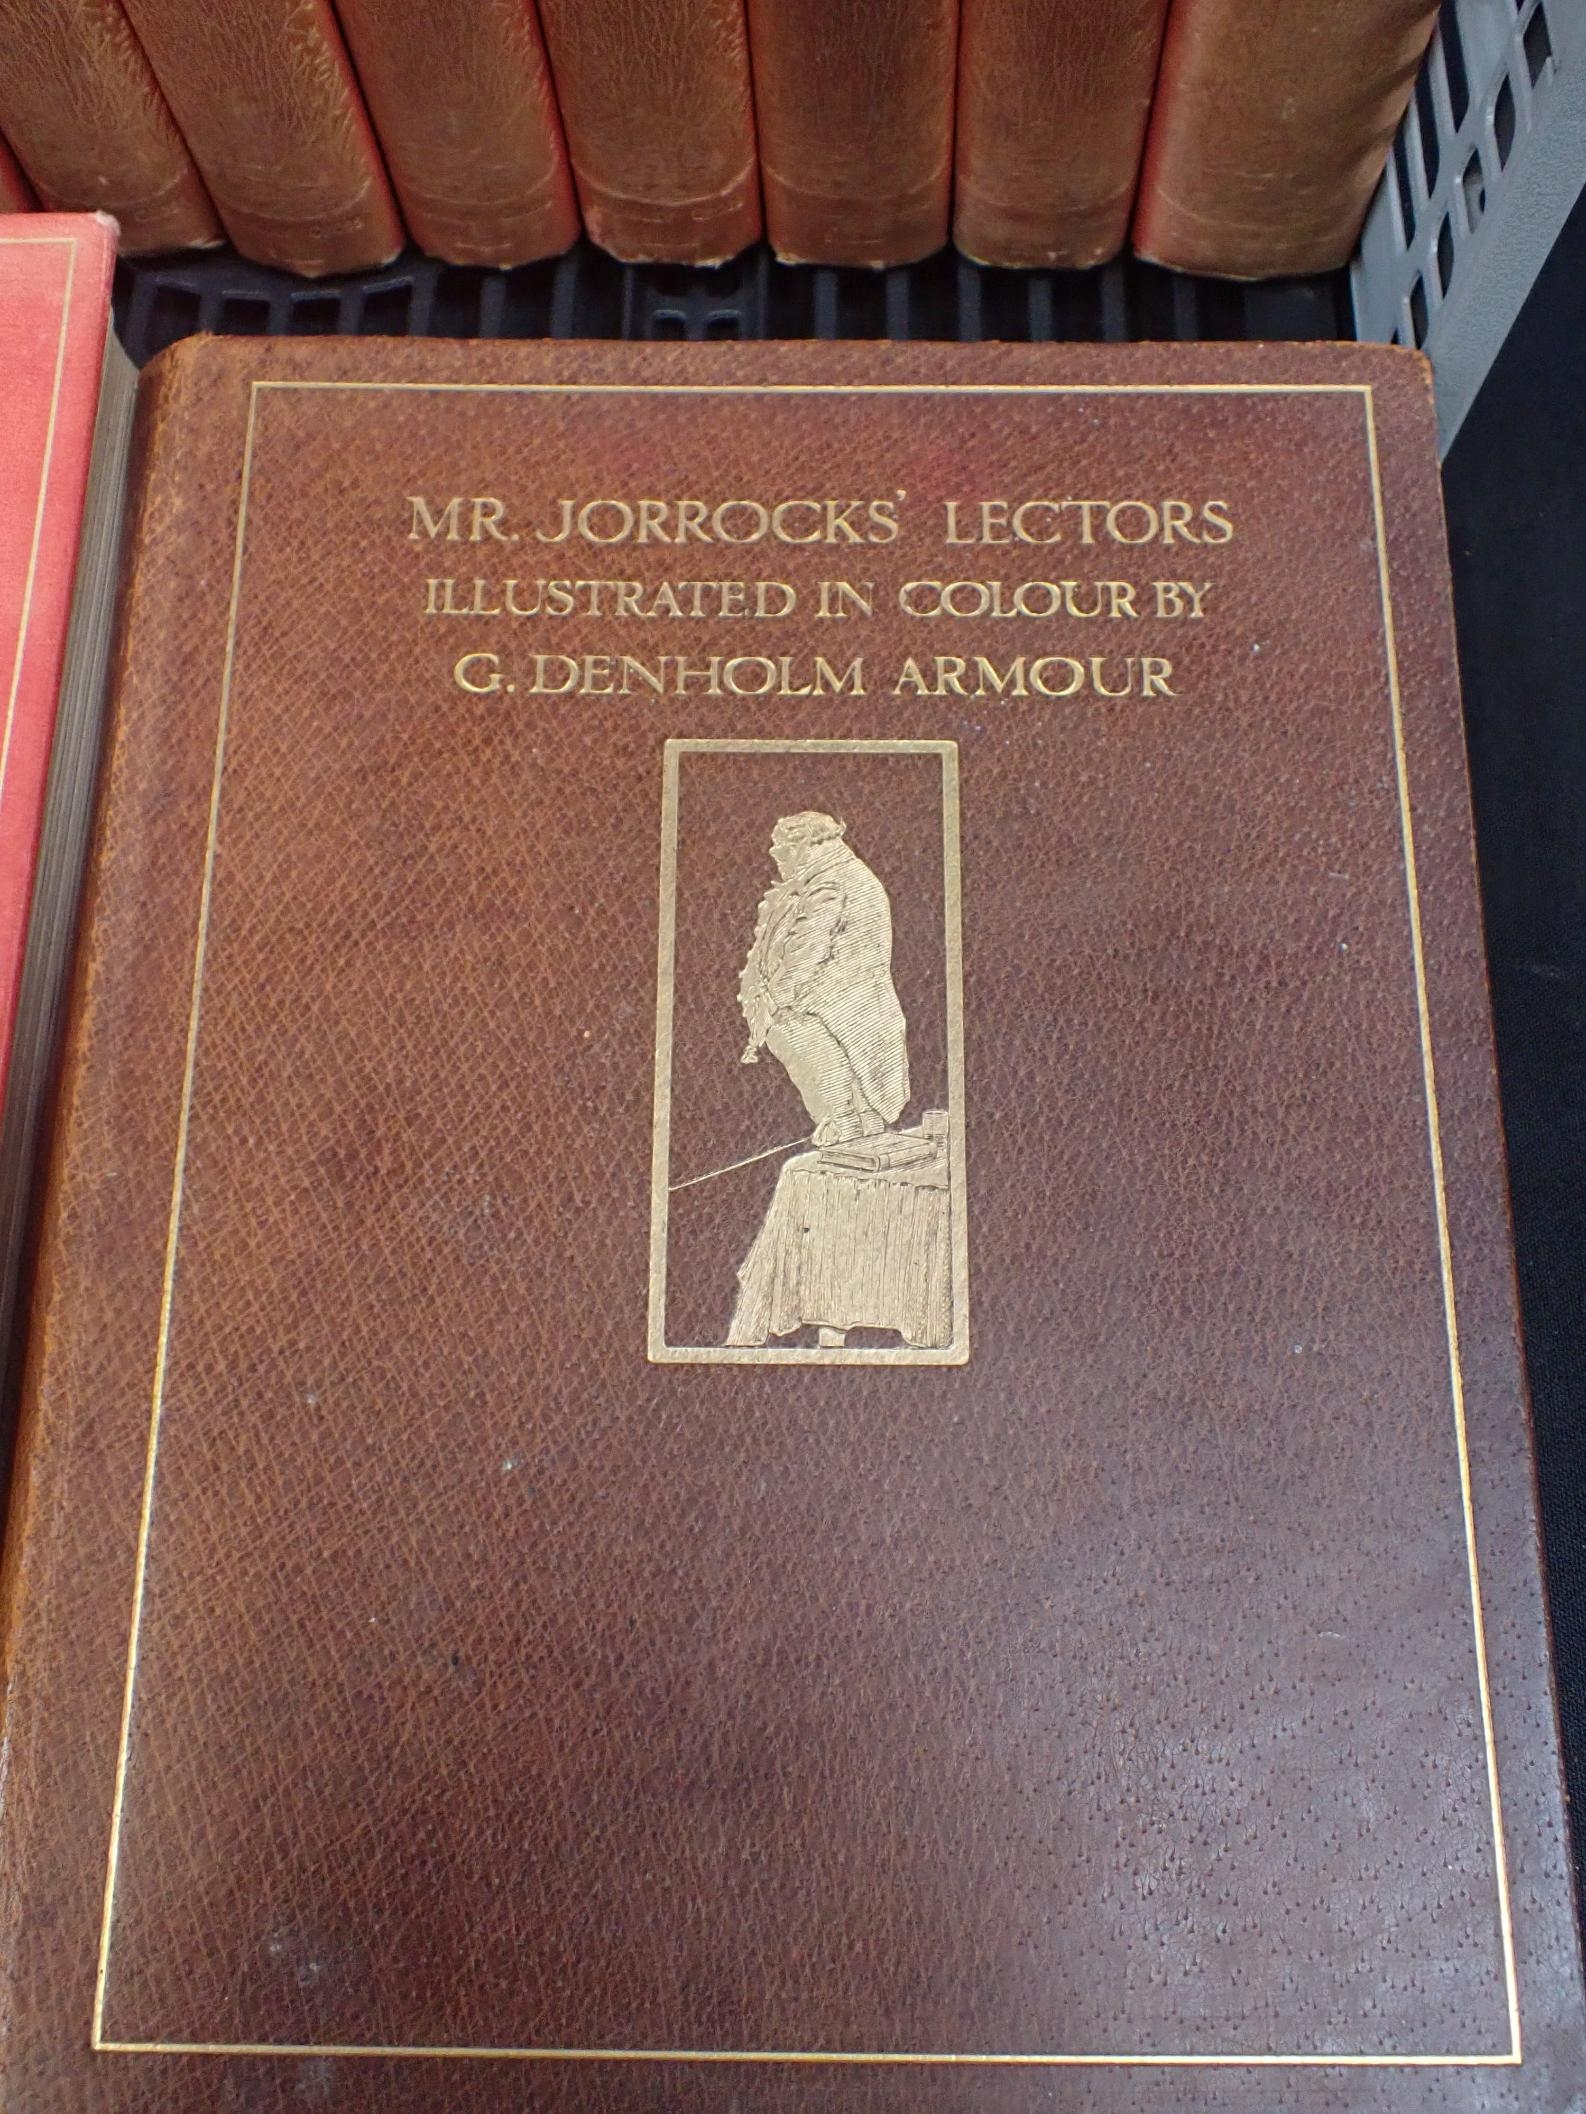 MR. JORROCKS' LECTORS
ILLUSTRATED IN COLOUR BY
G. DENHOLM ARMOUR